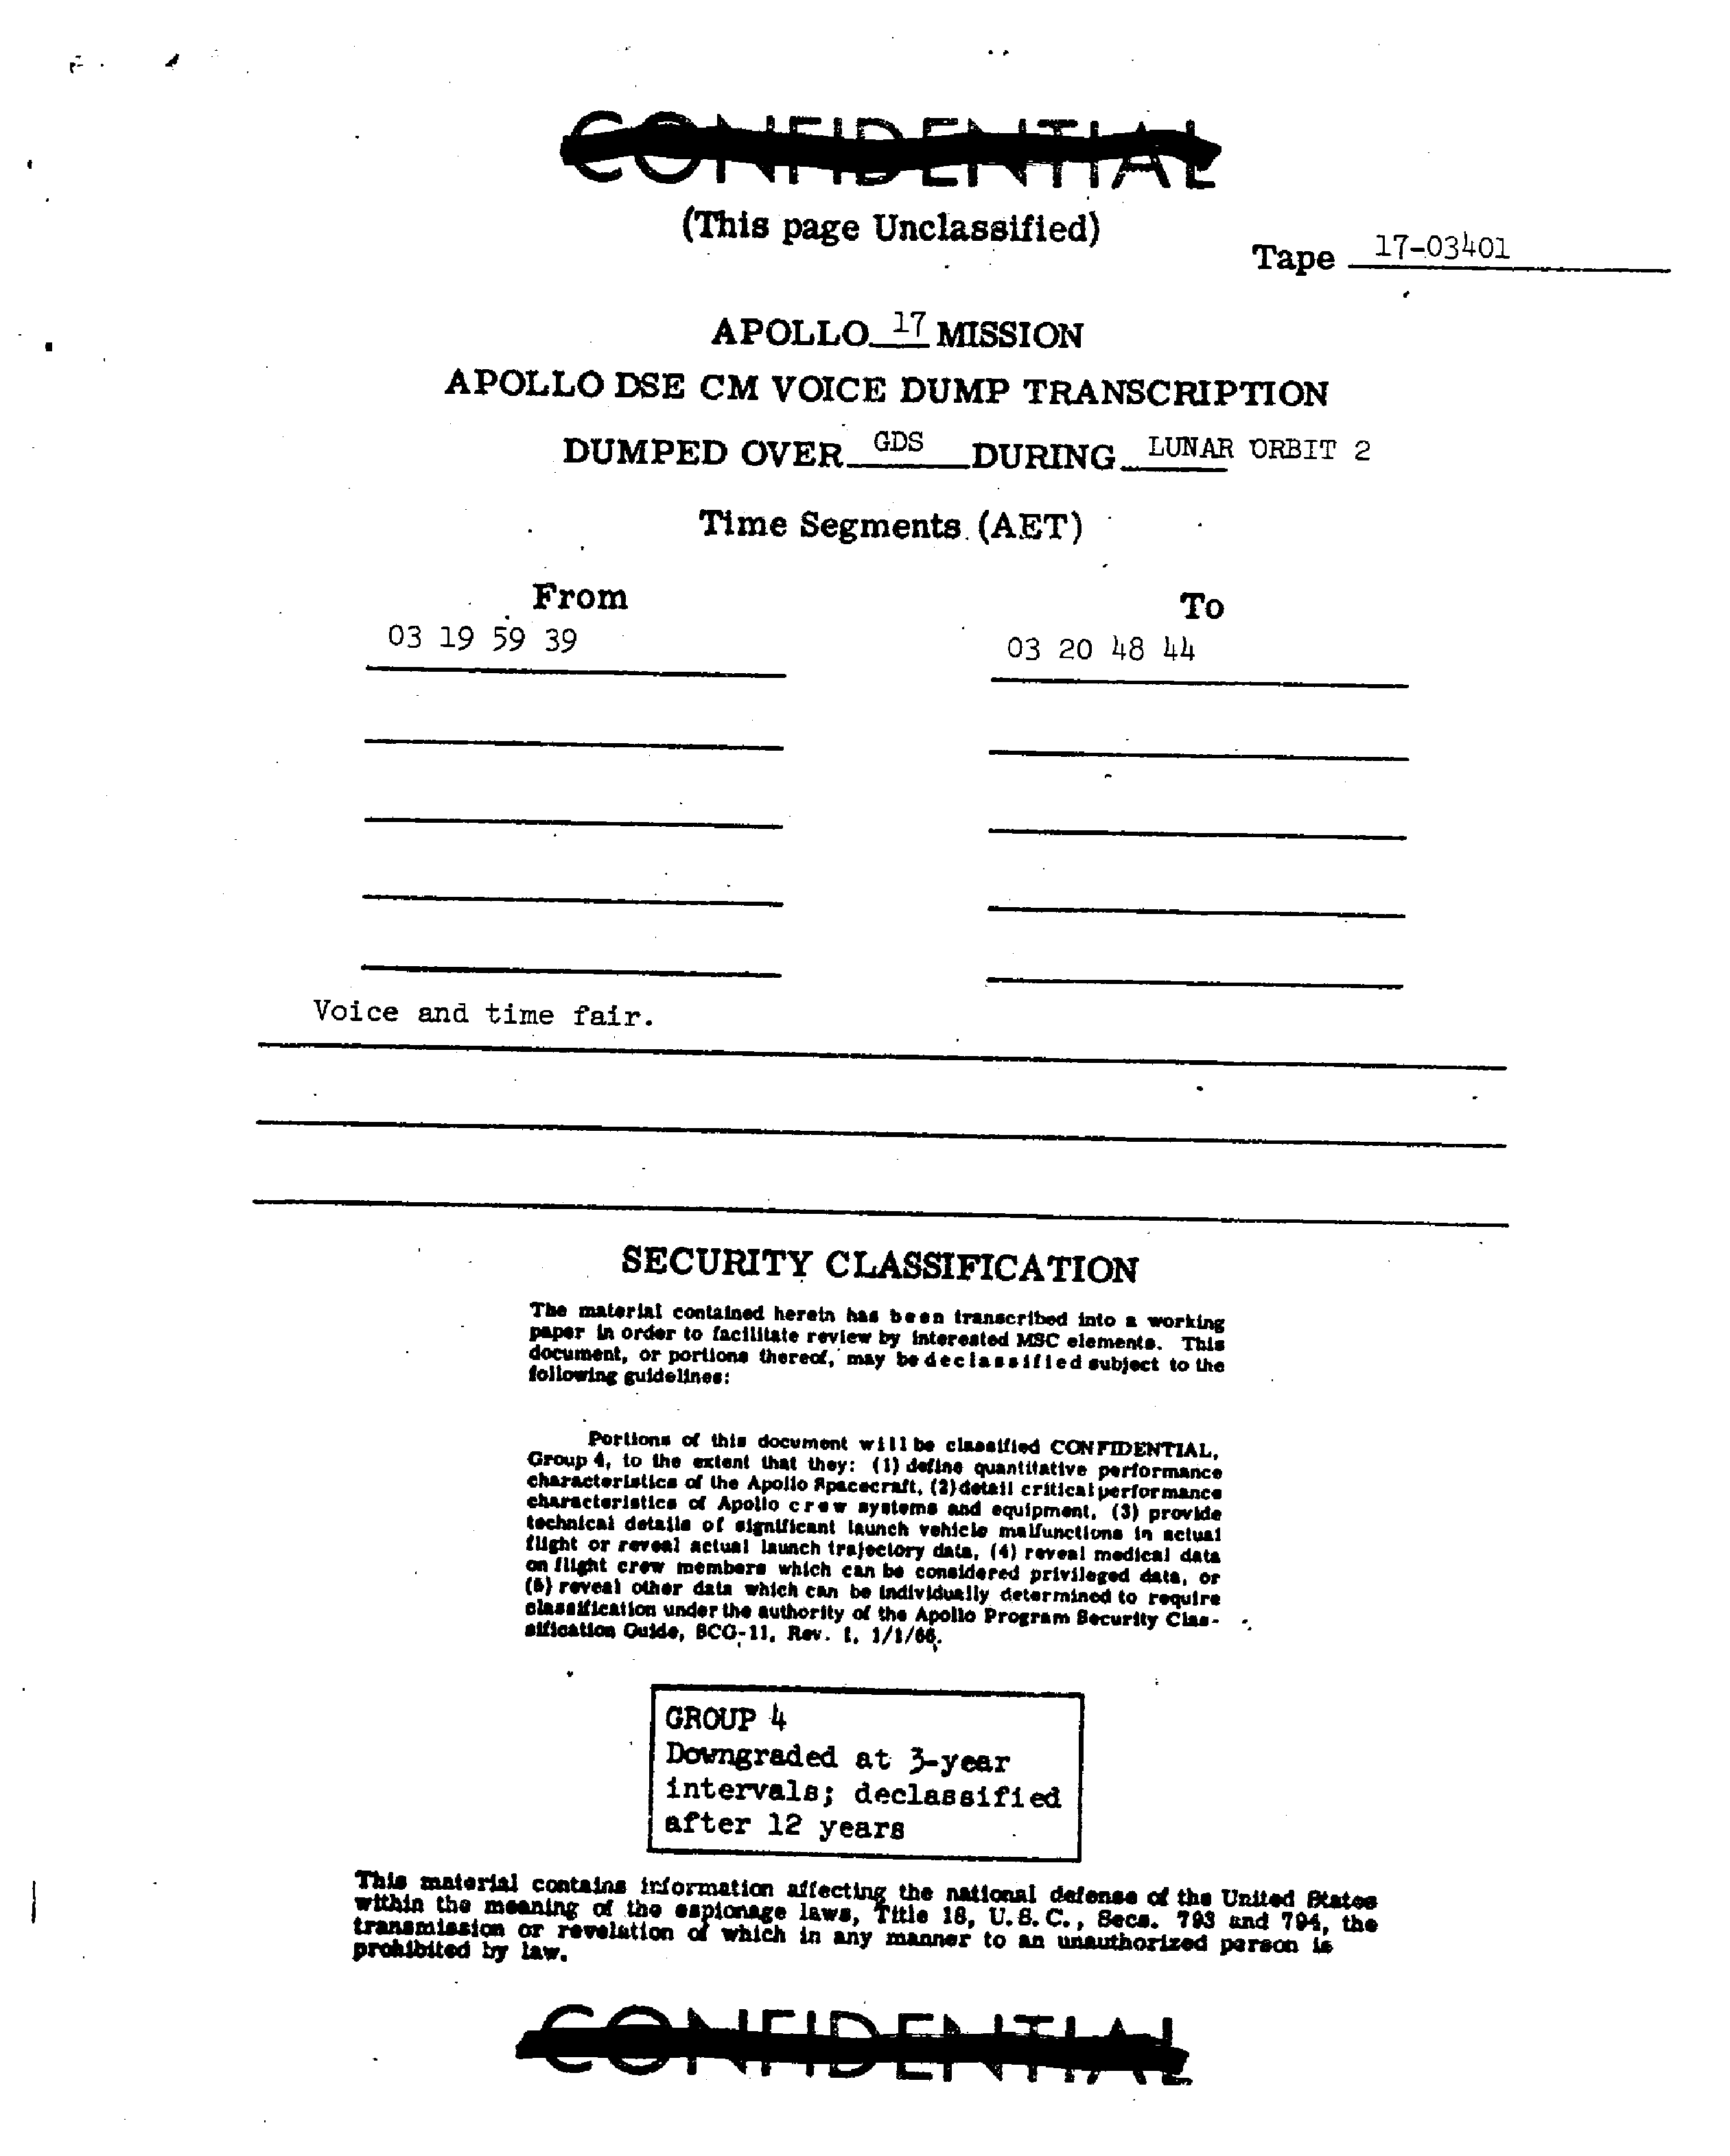 CONFIDENTIAL
(This page Unclassified)
Tape 17-03401
APOLLO 17 MISSION
APOLLO DSE CM VOICE DUMP TRANSCRIPTION
DUMPED OVER GDS DURING LUNAR ORBIT 2
Time Segments (AET)
From To
03 19 59 39 03 20 48 44
Voice and time fair.
SECURITY CLASSIFICATION
The material contained herein has been transcribed into a working
paper in order to facilitate review by interested MSC elements. This
document, or portions thereof, may be declassified subject to the
following guidelines:
Portions of this document will be classified CONFIDENTIAL,
Group 4, to the extent that they: (1) define quantitative performance
characteristics of the Apollo Spacecraft, (2) detail critical performance
characteristics of Apollo crew systems and equipment, (3) provide
technical details of significant launch vehicle malfunctions in actual
flight or reveal actual launch trajectory data, (4) reveal medical data
on flight crew members which can be considered privileged data, or
(5) reveal other data which can be individually determined to require
classification under the authority of the Apollo Program Security Clas-
sification Guide, SCG-11, Rev. 1, 1/1/66.
GROUP 4
Downgraded at 3-year
intervals; declassified
after 12 years
This material contains information affecting the national defense of the United States
within the meaning of the espionage laws, Title 18, U.S.C., Secs. 793 and 794, the
transmission or revelation of which in any manner to an unauthorized person is
prohibited by law.
CONFIDENTIAL